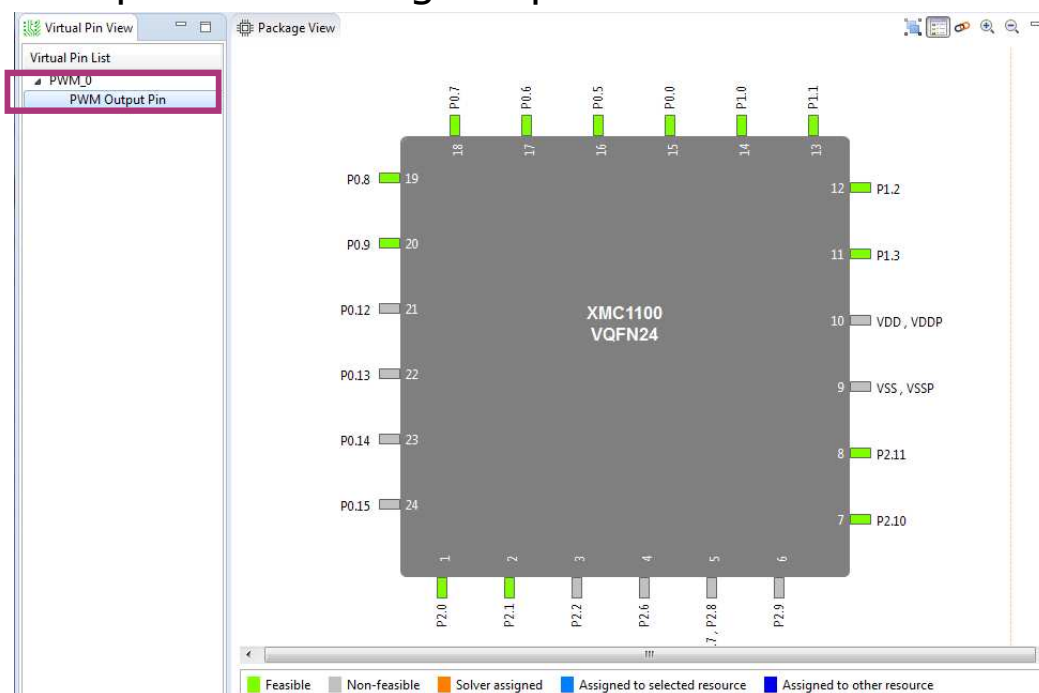 Virtual Pin View
Package View
Virtual Pin List
PWM_0
PWM Output Pin
P0.7 P0.6 P0.5 P0.0 P1.0 P1.1
18 17 16 15 14 13
P0.8 19
12 P1.2
P0.9 20
11 P1.3
P0.12 21
XMC1100
VQFN24
10 VDD , VDDP
P0.13 22
9 VSS , VSSP
P0.14 23
8 P2.11
P0.15 24
7 P2.10
1 2 3 4 5 6
P2.0 P2.1 P2.2 P2.6 .7 , P2.8 P2.9
Feasible Non-feasible Solver assigned Assigned to selected resource Assigned to other resource